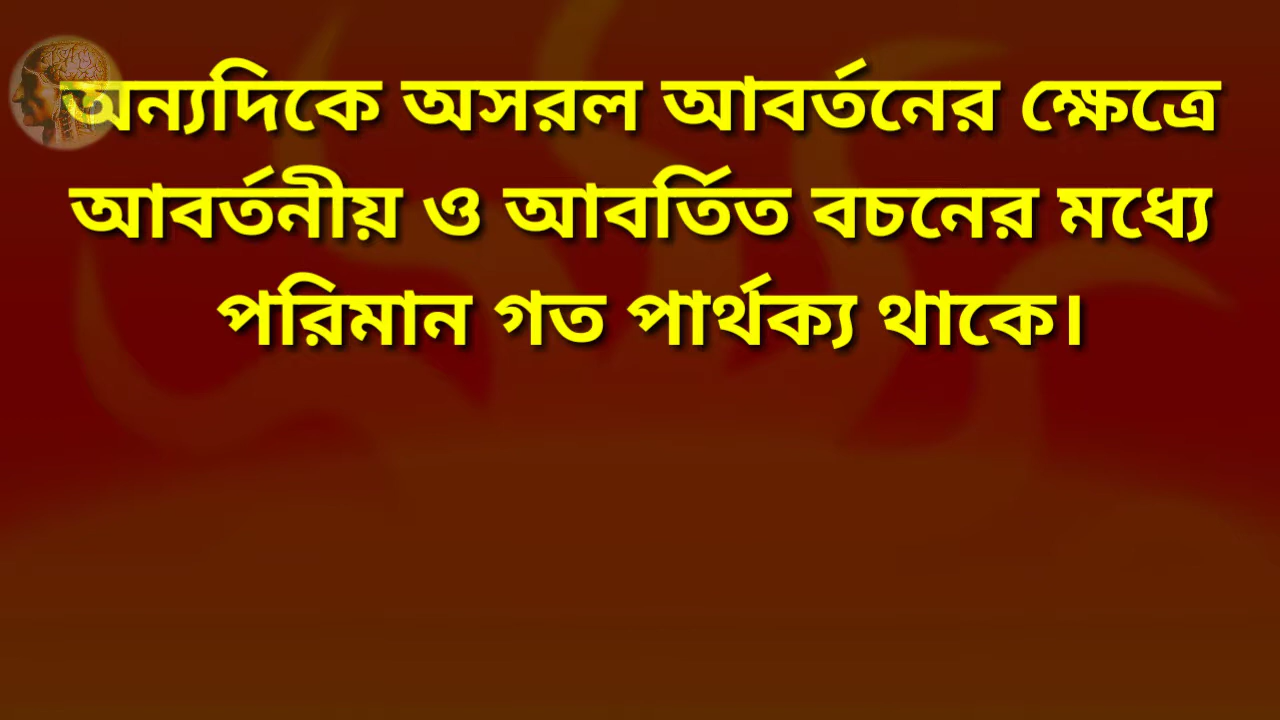 অন্যদিকে অসরল আবর্তনের ক্ষেত্রে
আবর্তনীয় ও আবর্তিত বচনের মধ্যে
পরিমান গত পার্থক্য থাকে।